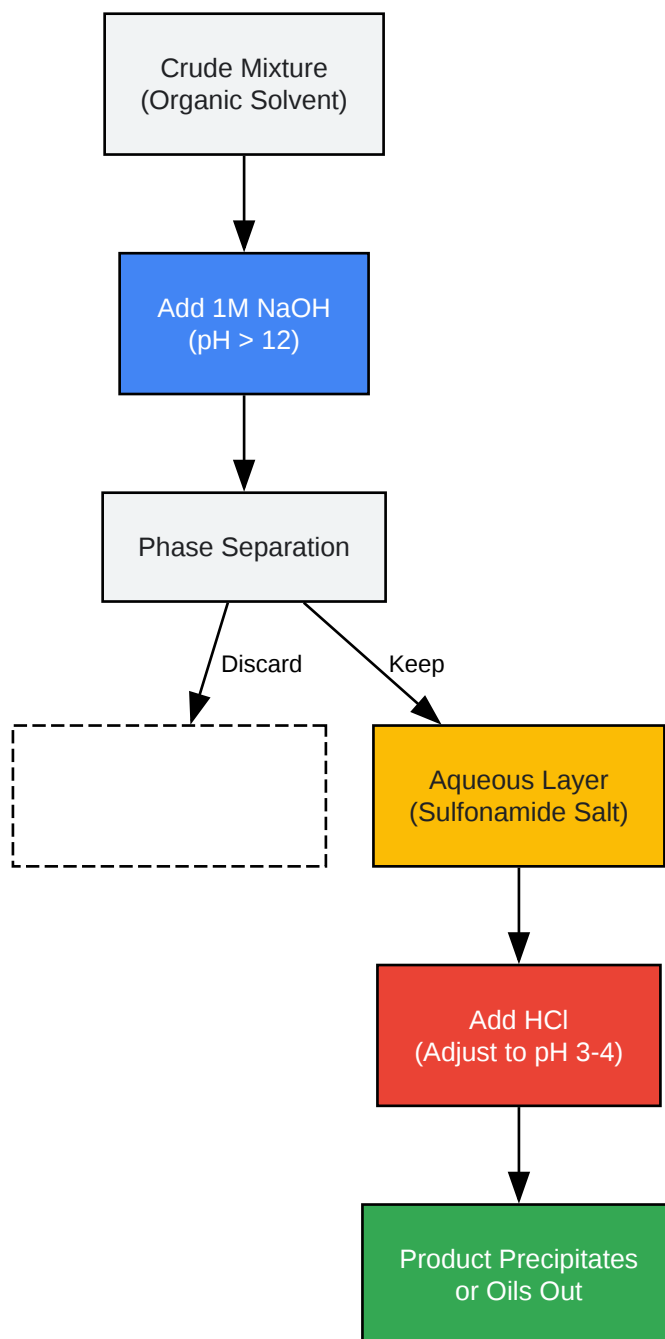 Crude Mixture
(Organic Solvent)
Add 1M NaOH
(pH > 12)
Phase Separation
Discard
Keep
Aqueous Layer
(Sulfonamide Salt)
Add HCl
(Adjust to pH 3-4)
Product Precipitates
or Oils Out